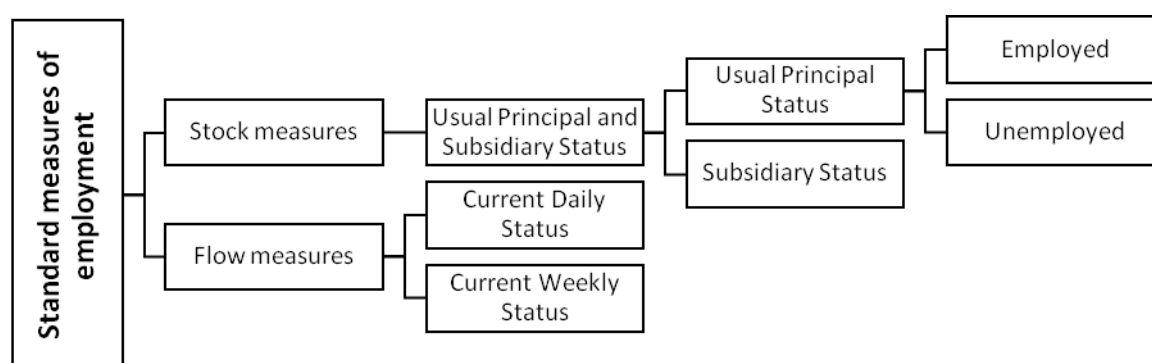 Standard measures of
employment
Stock measures
Flow measures
Usual Principal and
Subsidiary Status
Current Daily
Status
Current Weekly
Status
Usual Principal
Status
Subsidiary Status
Employed
Unemployed